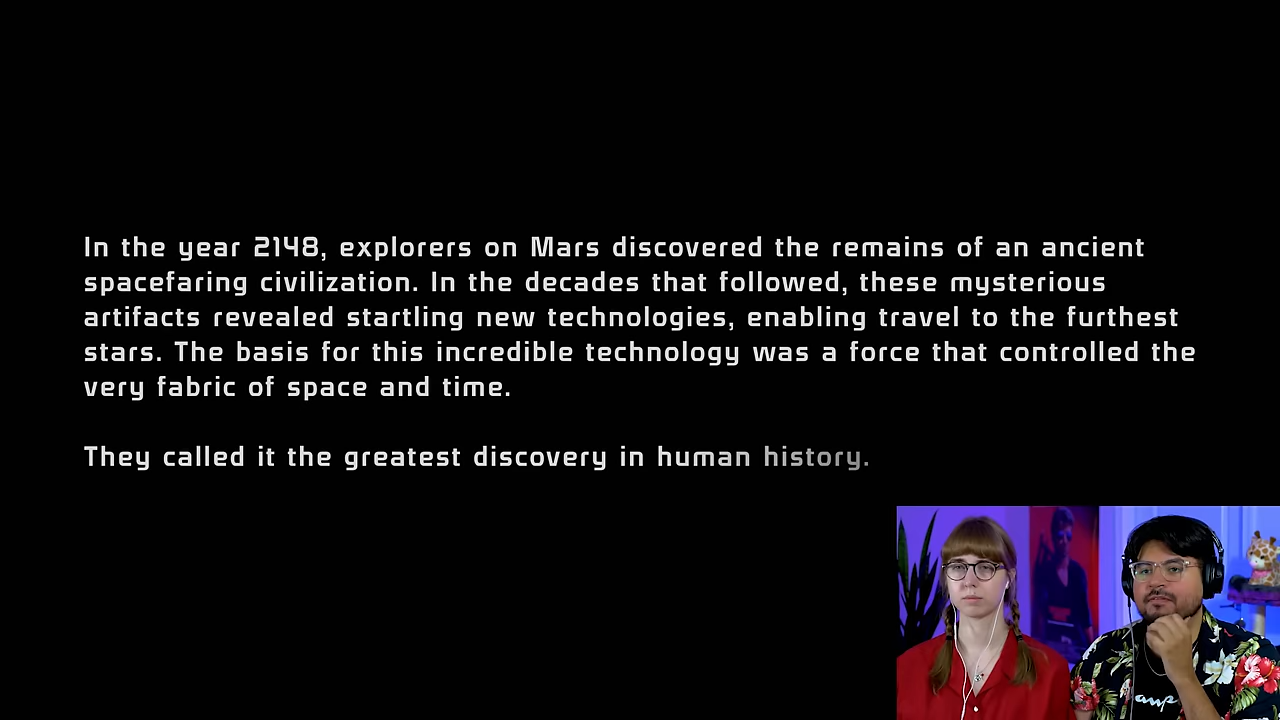 In the year 2148, explorers on Mars discovered the remains of an ancient
spacefaring civilization. In the decades that followed, these mysterious
artifacts revealed startling new technologies, enabling travel to the furthest
stars. The basis for this incredible technology was a force that controlled the
very fabric of space and time.
They called it the greatest discovery in human history.